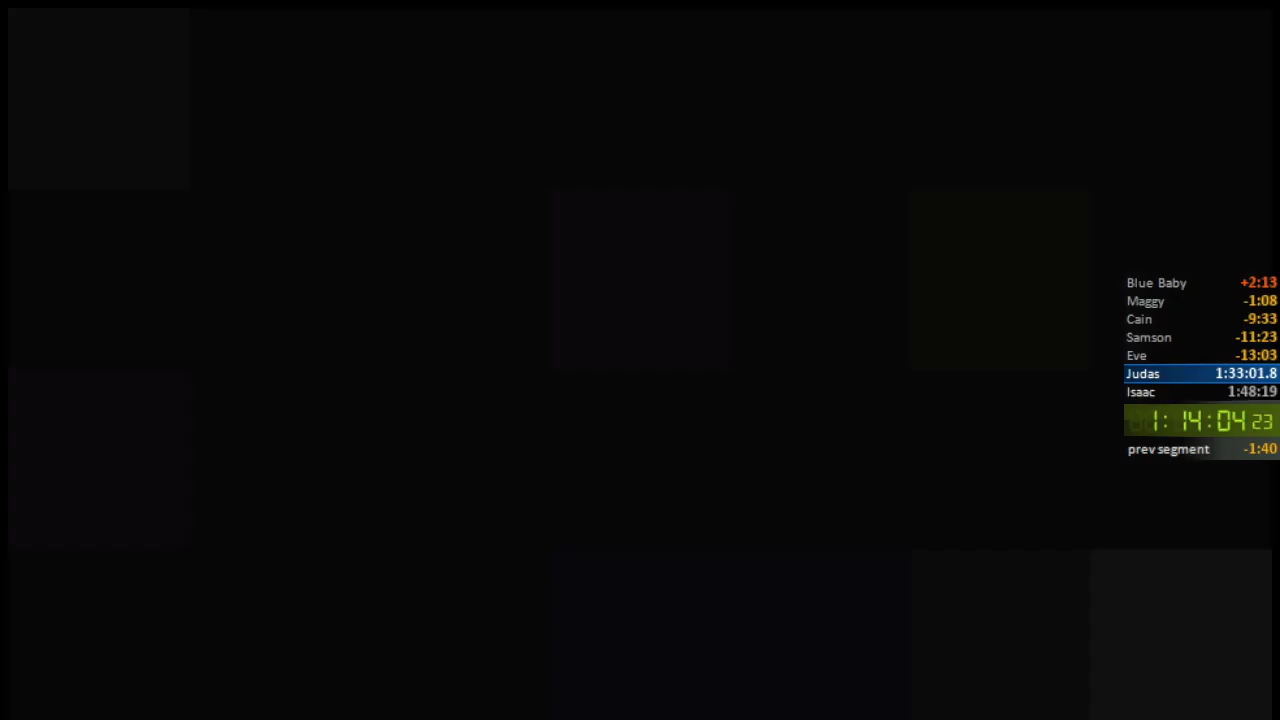 Blue Baby +2:13
Maggy -1:08
Cain -9:33
Samson -11:23
Eve -13:03
Judas 1:33:01.8
Isaac 1:48:19
1:14:04 23
prev segment -1:40